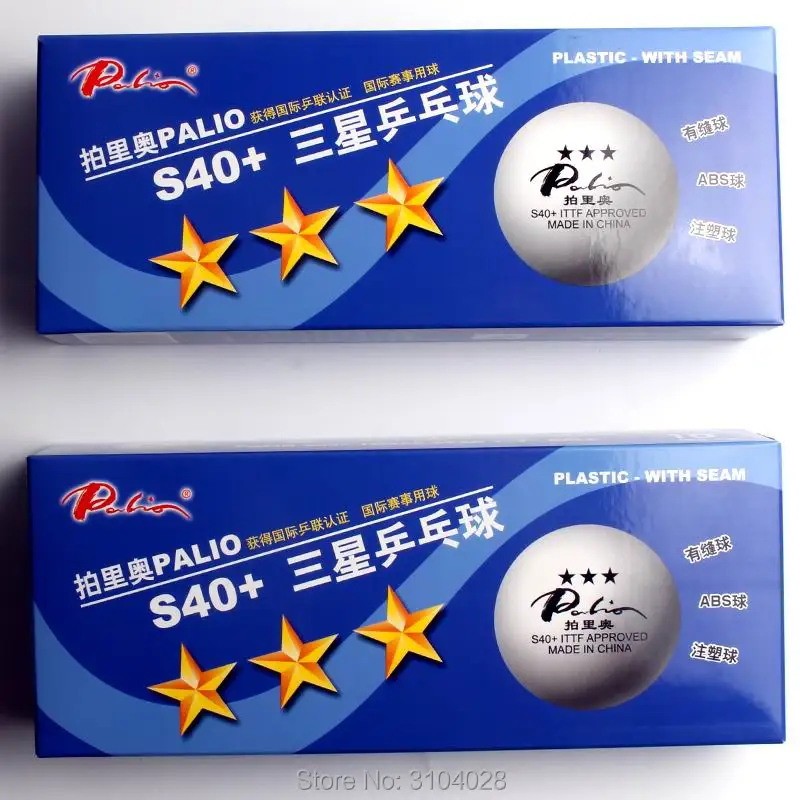 Palio®
PLASTIC - WITH SEAM
拍里奥PALIO 获得国际乒联认证 国际赛事用球
S40+ 三星乒乓球
有缝球
ABS球
注塑球
Palio
拍里奥
S40+ ITTF APPROVED
MADE IN CHINA
Palio®
PLASTIC - WITH SEAM
拍里奥PALIO 获得国际乒联认证 国际赛事用球
S40+ 三星乒乓球
有缝球
ABS球
注塑球
Palio
拍里奥
S40+ ITTF APPROVED
MADE IN CHINA
Store No: 3104028